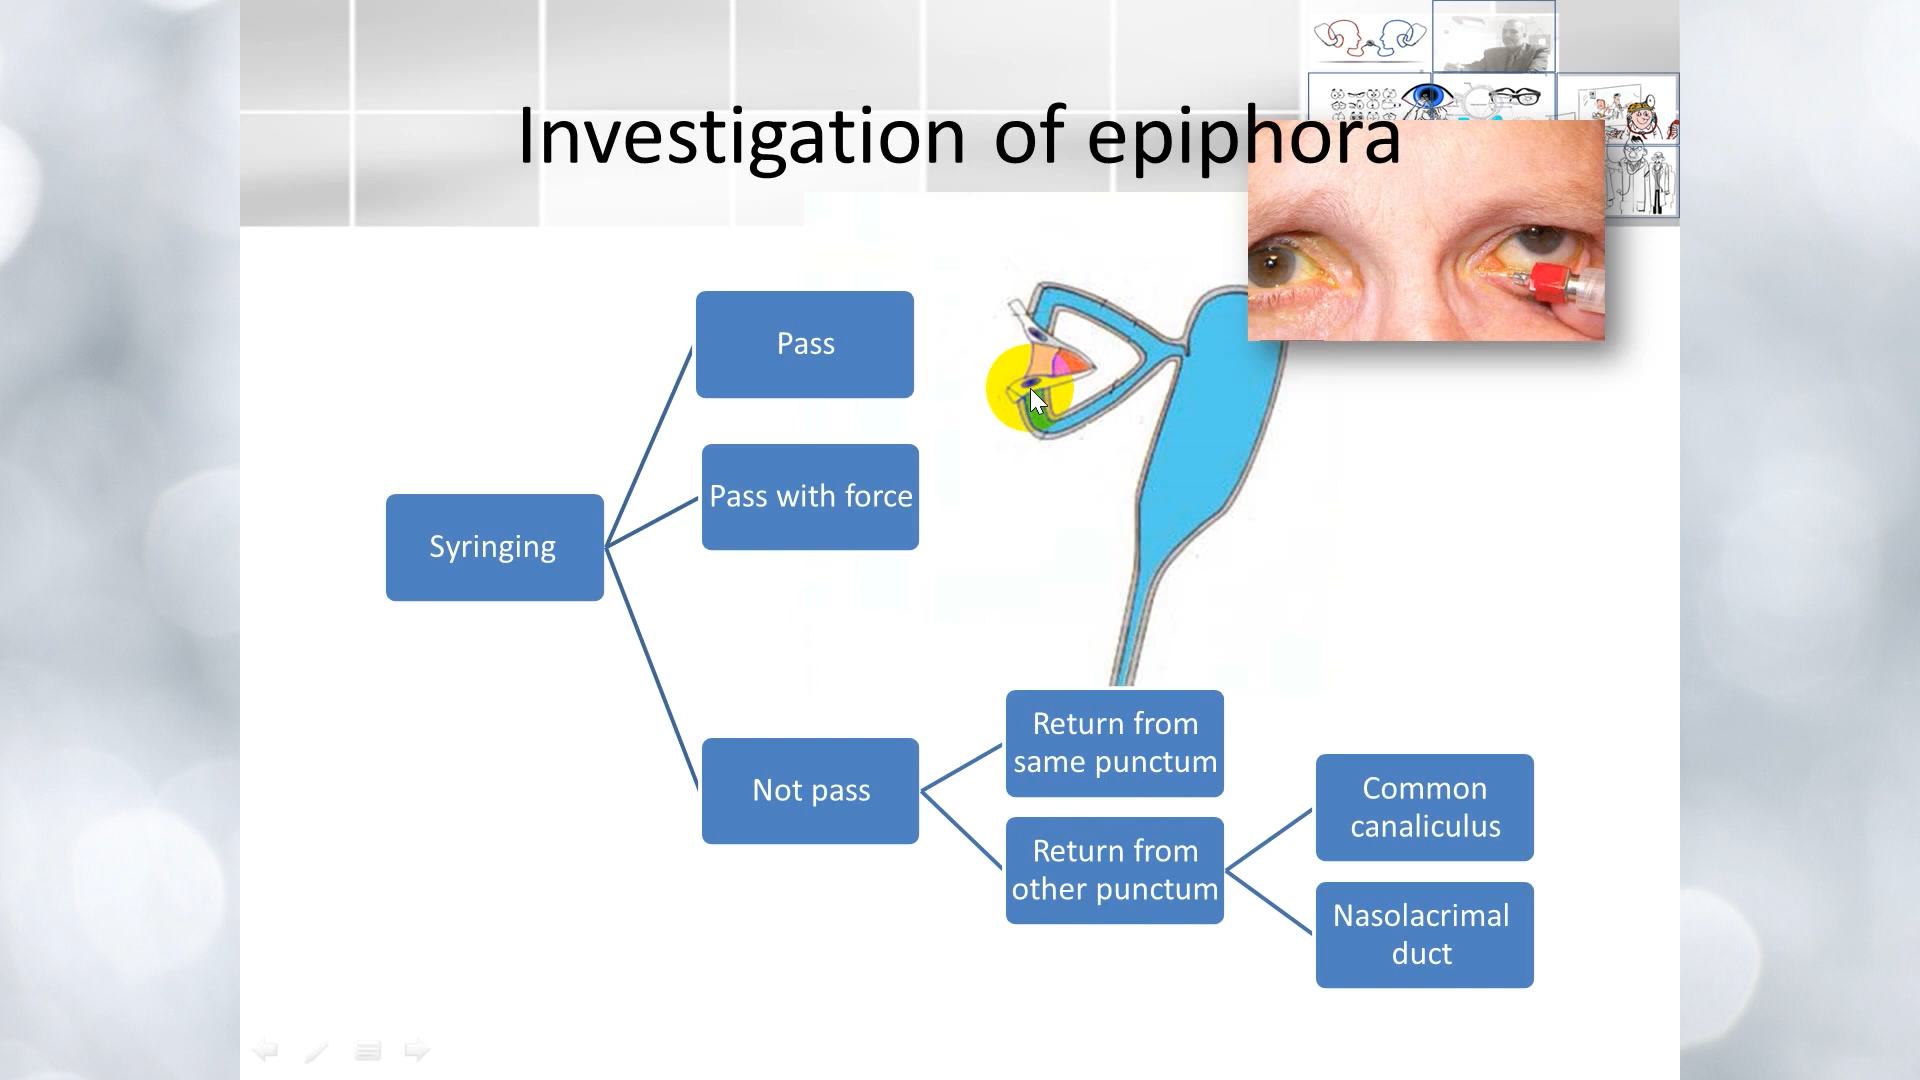 Investigation of epiphora
Pass
Pass with force
Syringing
Not pass
Return from
same punctum
Return from
other punctum
Common
canaliculus
Nasolacrimal
duct